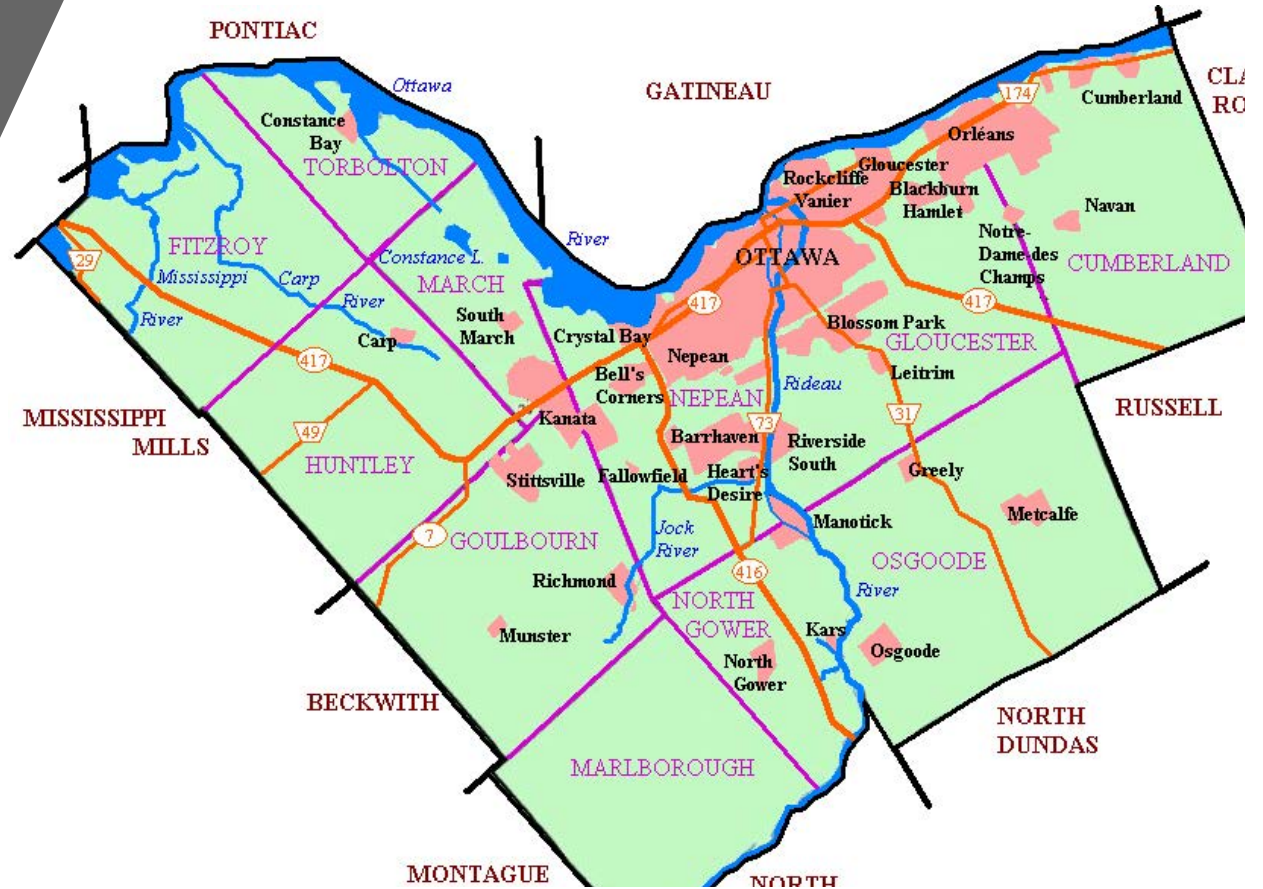 PONTIAC
Ottawa
GATINEAU
174
Cumberland
Constance
Bay
TORBOLTON
Orléans
Gloucester
Rockcliffe
Vanier
Blackburn
Hamlet
Navan
FITZROY
River
Notre-
Dame-des
Champs
OTTAWA
CUMBERLAND
29
Mississippi
River
Carp
River
Constance L.
MARCH
417
417
South
March
Crystal Bay
Blossom Park
GLOUCESTER
Carp
417
Nepean
Leitrim
Bell's
Corners
NEPEAN
Rideau
MISSISSIPPI
MILLS
49
Kanata
73
31
RUSSELL
HUNTLEY
Barrhaven
Riverside
South
Stittsville
Fallowfield
Heart's
Desire
Greely
Metcalfe
7
GOULBOURN
Jock
River
Manotick
OSGOODE
Richmond
416
River
NORTH
GOWER
Munster
Kars
Osgoode
North
Gower
BECKWITH
NORTH
DUNDAS
MARLBOROUGH
MONTAGUE
NORTH